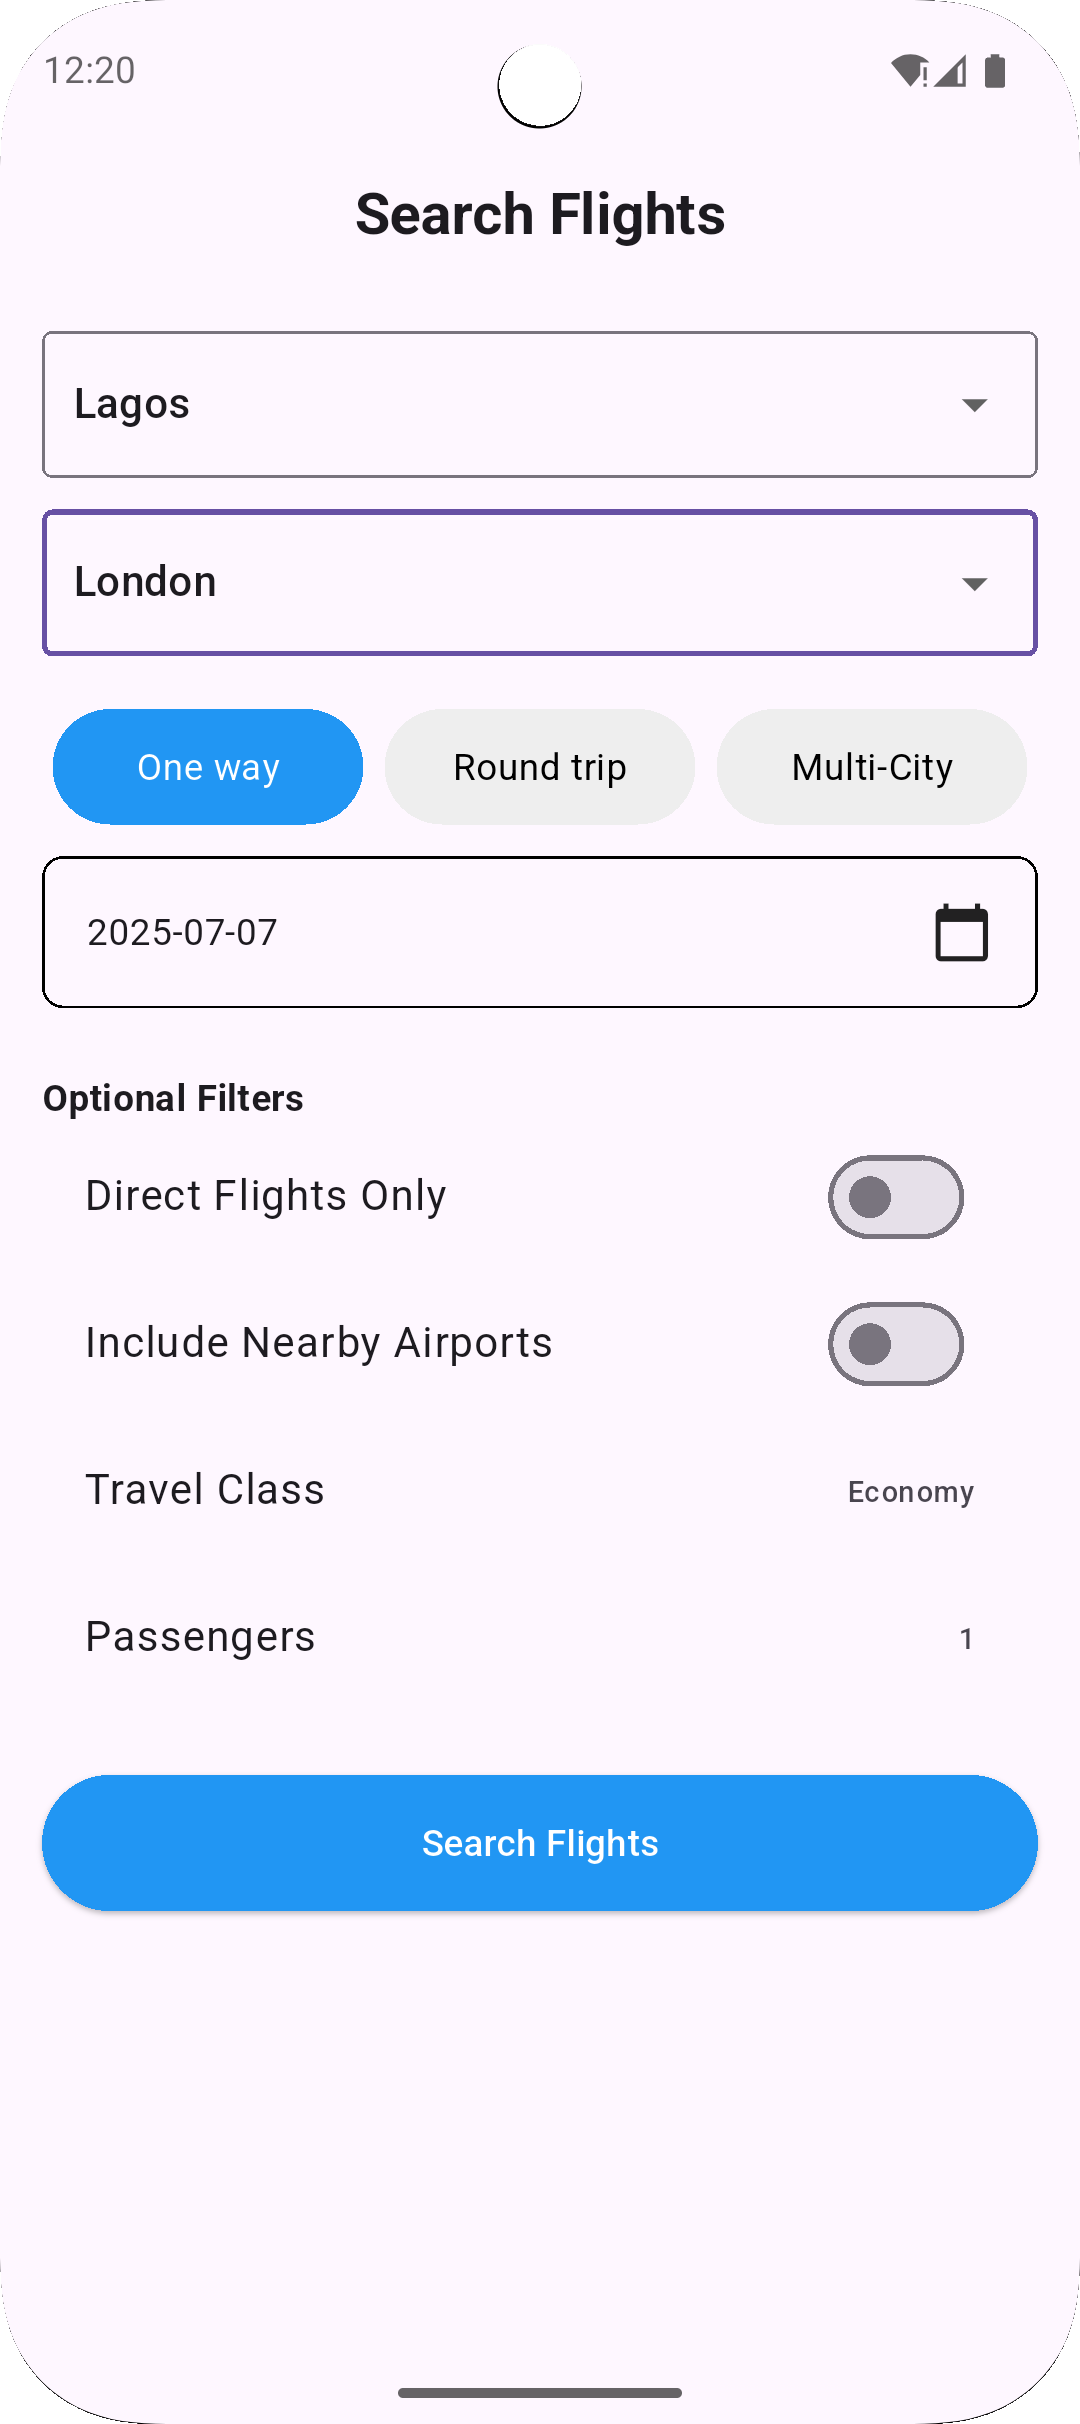 12:20
Search Flights
Lagos
London
One way Round trip Multi-City
2025-07-07
Optional Filters
Direct Flights Only
Include Nearby Airports
Travel Class Economy
Passengers 1
Search Flights